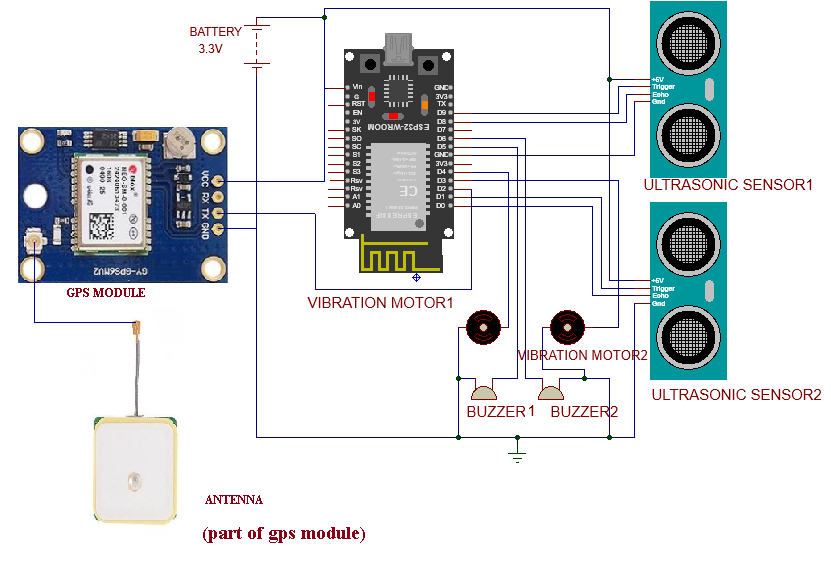 BATTERY
3.3V
Vin
G
RST
EN
3V
SK
SO
SC
S1
S2
S3
Rsv
Rsv
A1
A0
GND
3V3
TX
D9
D8
D7
D6
D5
GND
3V3
D4
D3
D2
D1
D0
ESP32-WROOM
CE
+5V
Trigger
Echo
Gnd
ULTRASONIC SENSOR1
VCC
RX
TX
GND
GY-GPS6MV2
GPS MODULE
VIBRATION MOTOR1
+5V
Trigger
Echo
Gnd
VIBRATION MOTOR2
ULTRASONIC SENSOR2
BUZZER1
BUZZER2
ANTENNA
(part of gps module)